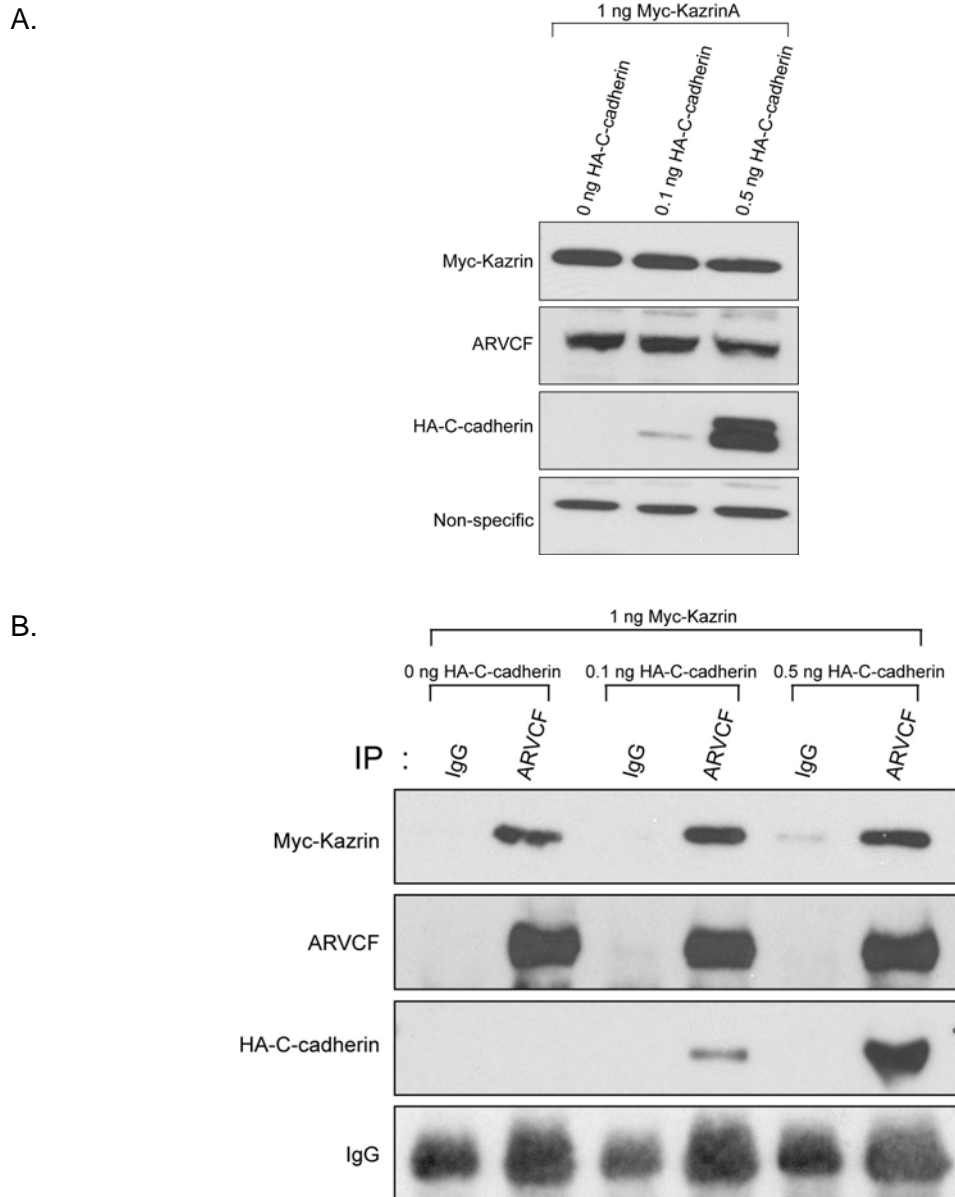 A.
1 ng Myc-KazrinA
0 ng HA-C-cadherin
0.1 ng HA-C-cadherin
0.5 ng HA-C-cadherin
Myc-Kazrin
ARVCF
HA-C-cadherin
Non-specific
B.
1 ng Myc-Kazrin
0 ng HA-C-cadherin 0.1 ng HA-C-cadherin 0.5 ng HA-C-cadherin
IP : IgG ARVCF IgG ARVCF IgG ARVCF
Myc-Kazrin
ARVCF
HA-C-cadherin
IgG